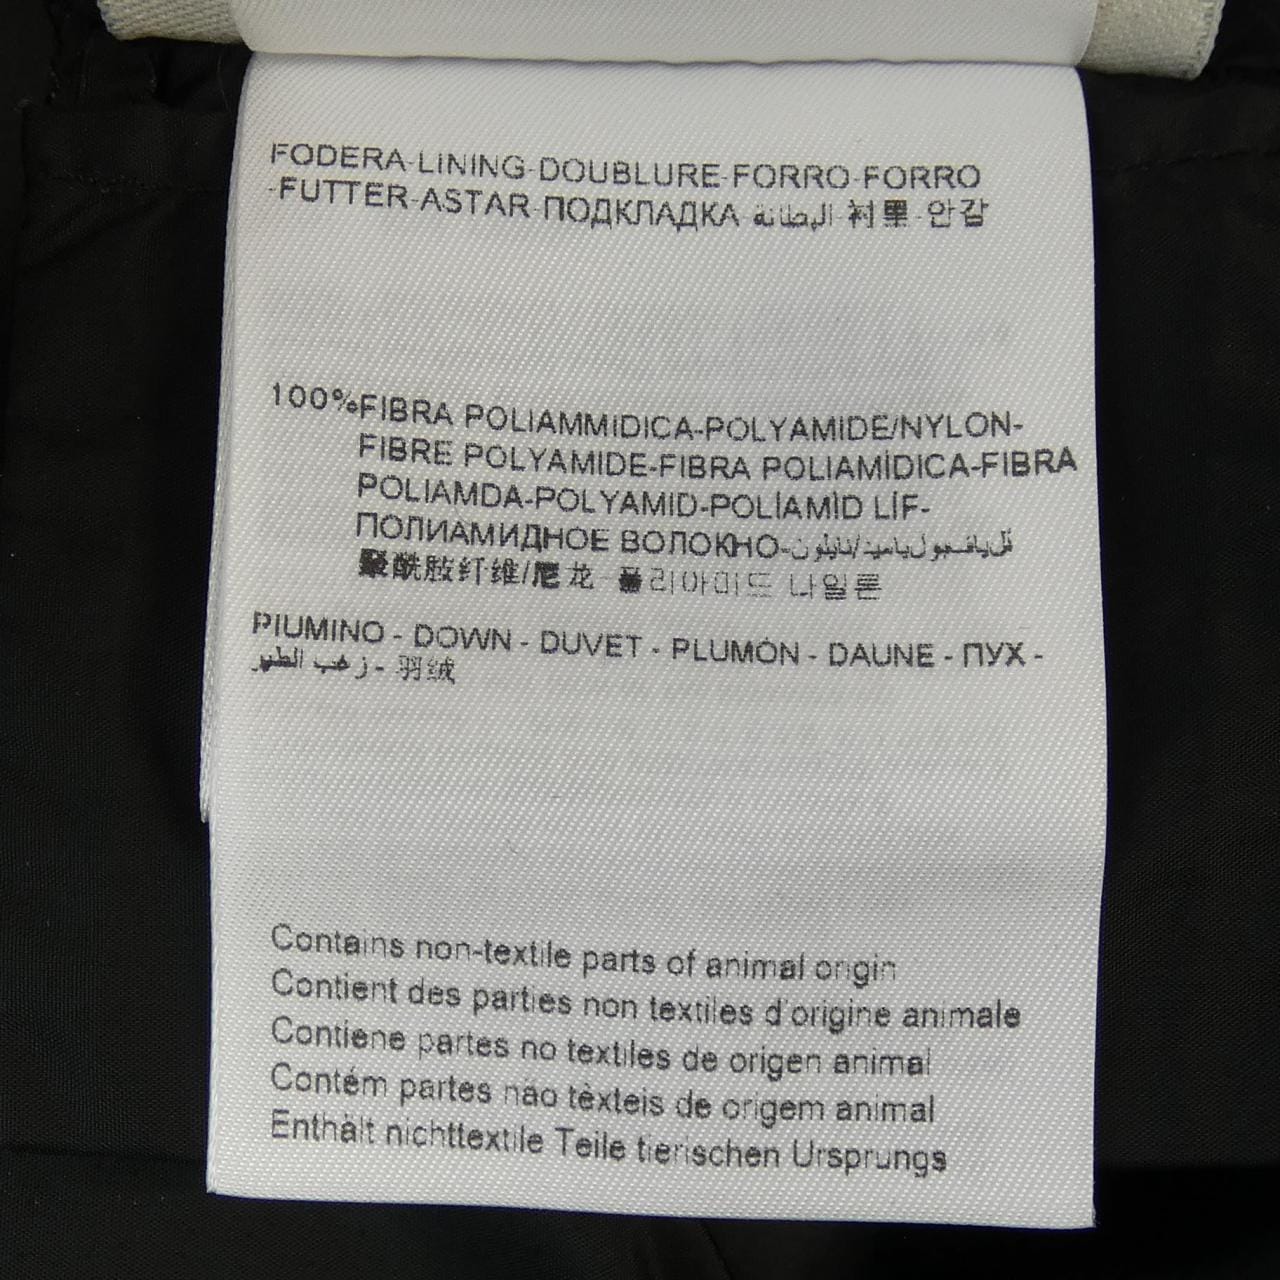 FODERA-LINING-DOUBLURE-FORRO-FORRO
-FUTTER-ASTAR-ПОДКЛАДКА-البطانة-衬里-안감
100%FIBRA POLIAMMIDICA-POLYAMIDE/NYLON-
FIBRE POLYAMIDE-FIBRA POLIAMÍDICA-FIBRA
POLIAMDA-POLYAMID-POLİAMİD LİF-
ПОЛИАМИДНОЕ ВОЛОКНО-
聚酰胺纤维/尼龙-폴리아미드 나일론
PIUMINO - DOWN - DUVET - PLUMÓN - DAUNE - ПУХ -
زغب الطير - 羽绒
Contains non-textile parts of animal origin
Contient des parties non textiles d'origine animale
Contiene partes no textiles de origen animal
Contém partes não tèxteis de origem animal
Enthält nichttextile Teile tierischen Ursprungs